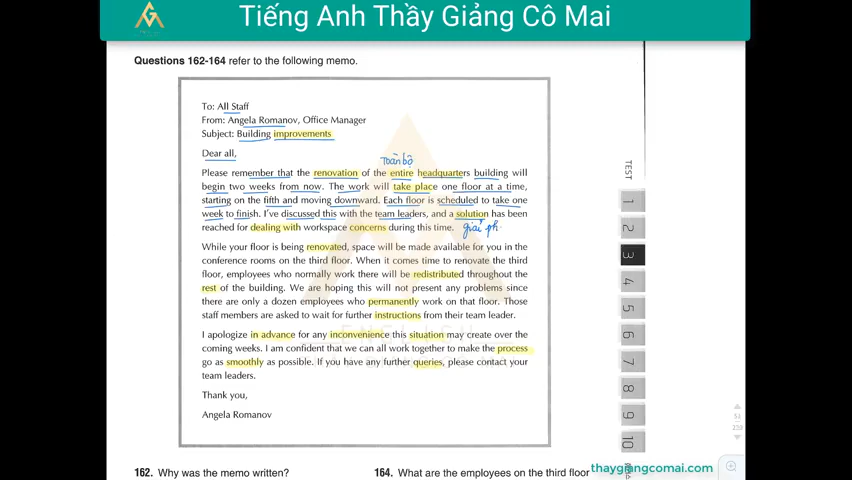 Tiếng Anh Thầy Giảng Cô Mai
Questions 162-164 refer to the following memo.
To: All Staff
From: Angela Romanov, Office Manager
Subject: Building improvements
Dear all,
Toàn bộ
Please remember that the renovation of the entire headquarters building will
begin two weeks from now. The work will take place one floor at a time,
starting on the fifth and moving downward. Each floor is scheduled to take one
week to finish. I've discussed this with the team leaders, and a solution has been
reached for dealing with workspace concerns during this time.
giải ph
While your floor is being renovated, space will be made available for you in the
conference rooms on the third floor. When it comes time to renovate the third
floor, employees who normally work there will be redistributed throughout the
rest of the building. We are hoping this will not present any problems since
there are only a dozen employees who permanently work on that floor. Those
staff members are asked to wait for further instructions from their team leader.
I apologize in advance for any inconvenience this situation may create over the
coming weeks. I am confident that we can all work together to make the process
go as smoothly as possible. If you have any further queries, please contact your
team leaders.
Thank you,
Angela Romanov
162. Why was the memo written?
164. What are the employees on the third floor
thaygiangcomai.com
TEST
1
2
3
4
5
6
7
8
9
10